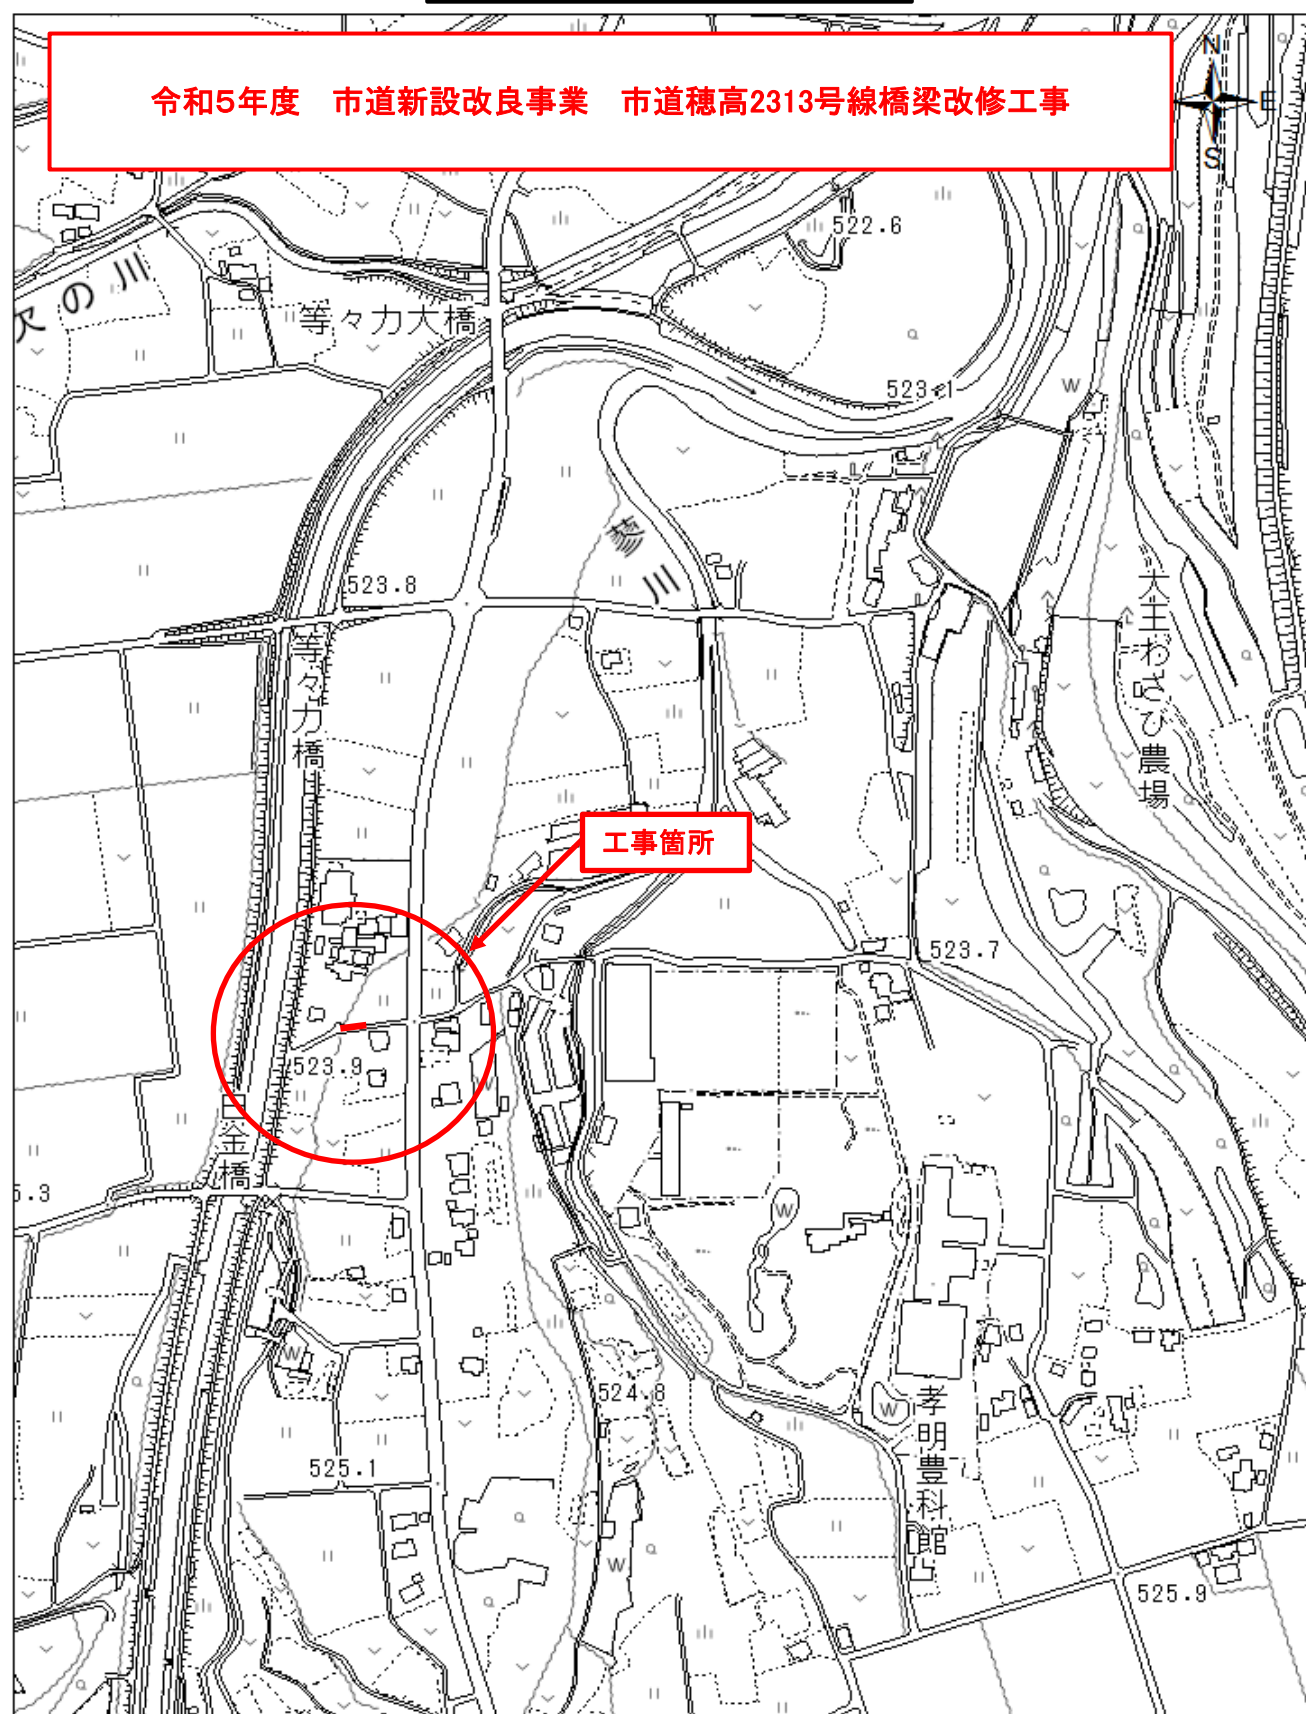 令和5年度　市道新設改良事業　市道穂高2313号線橋梁改修工事
N
E
S
522.6
欠の川
等々力大橋
523.1
W
蓼川
523.8
大王わさび農場
等々力橋
工事箇所
523.7
523.9
W
白金橋
5.3
W
W
524.8
W
孝明豊科館
525.1
W
525.9